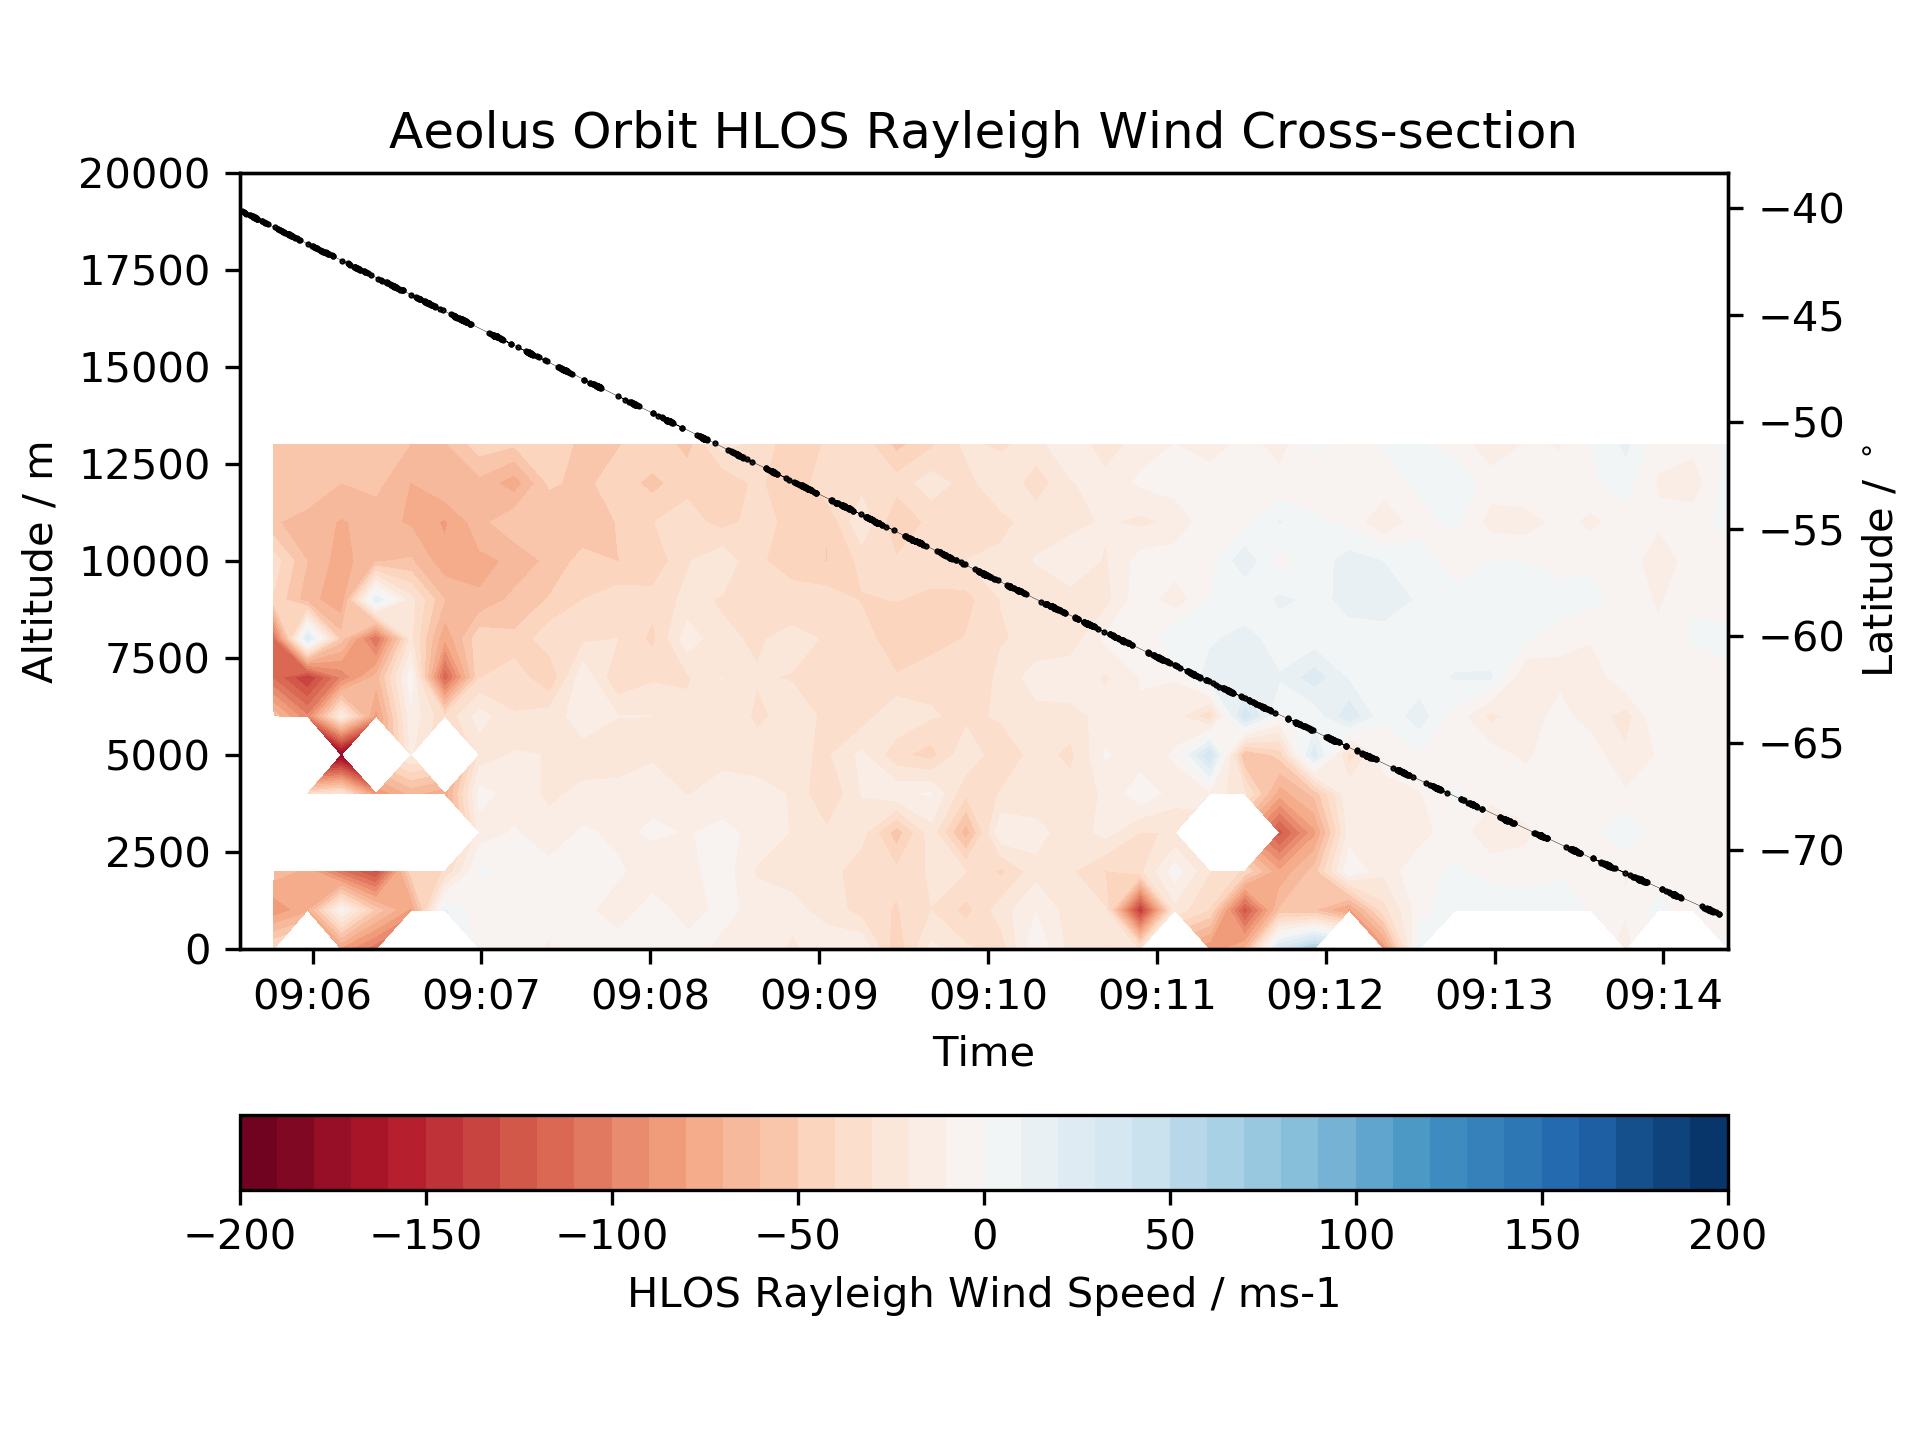 Aeolus Orbit HLOS Rayleigh Wind Cross-section
20000
17500
15000
12500
10000
7500
5000
2500
0
Altitude / m
−40
−45
−50
−55
−60
−65
−70
Latitude / °
09:06 09:07 09:08 09:09 09:10 09:11 09:12 09:13 09:14
Time
−200 −150 −100 −50 0 50 100 150 200
HLOS Rayleigh Wind Speed / ms-1